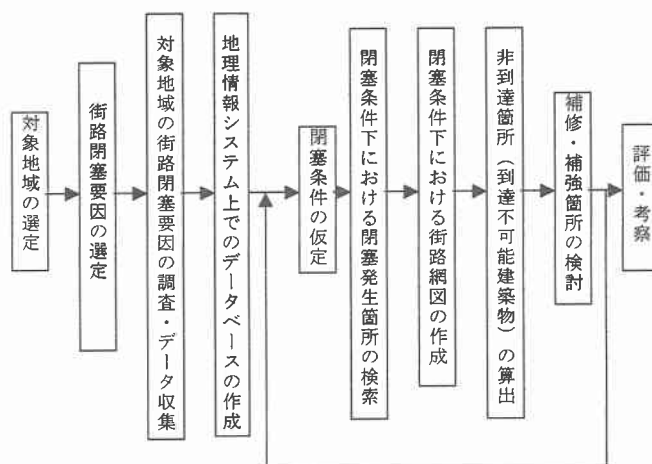 対象地域の選定
街路閉塞要因の選定
対象地域の街路閉塞要因の調査・データ収集
地理情報システム上でのデータベースの作成
閉塞条件の仮定
閉塞条件下における閉塞発生箇所の検索
閉塞条件下における街路網図の作成
非到達箇所（到達不可能建築物）の算出
補修・補強箇所の検討
評価・考察